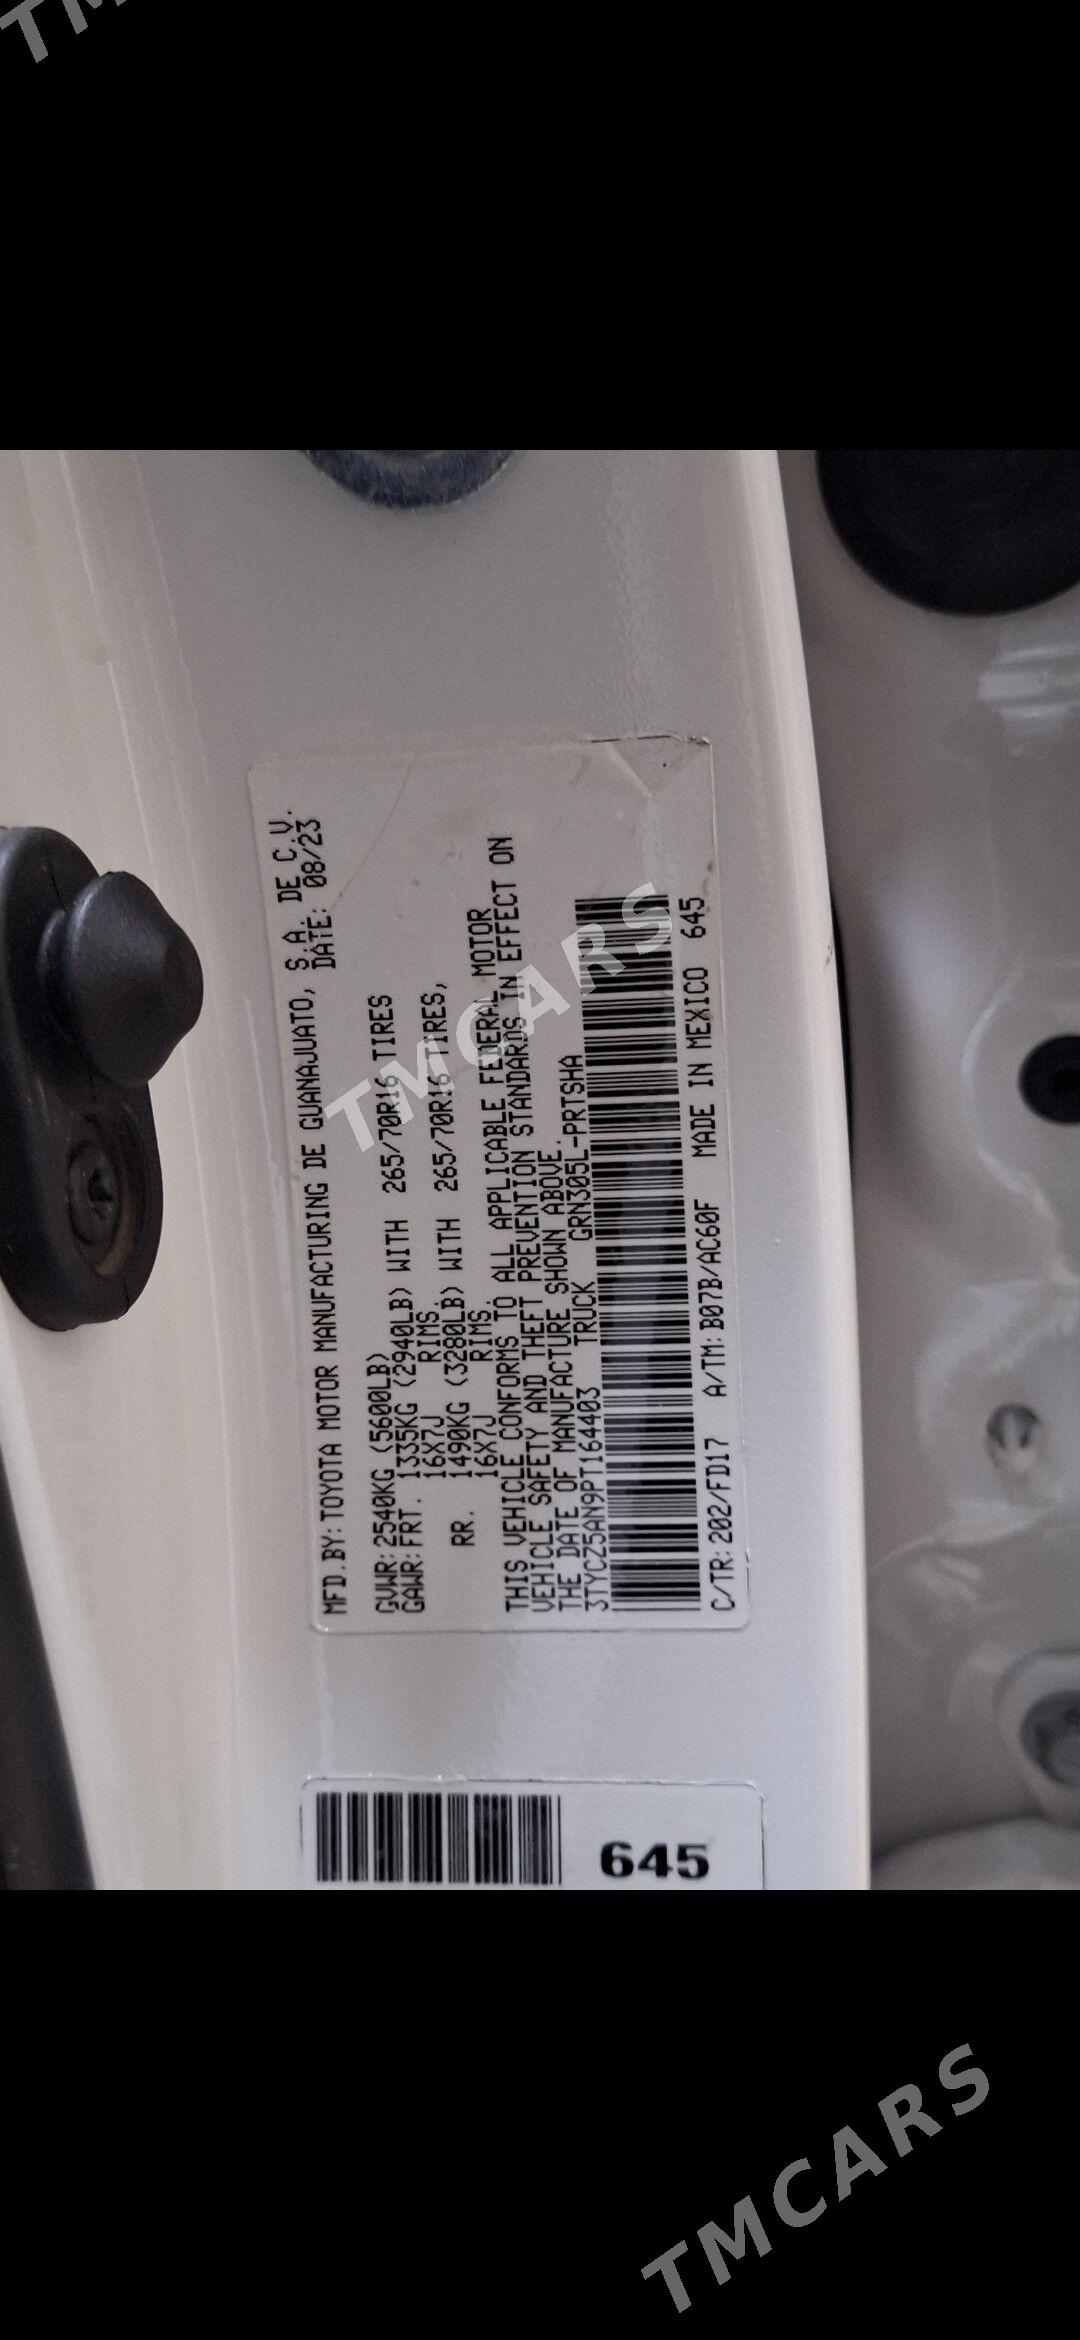 MFD.BY:TOYOTA MOTOR MANUFACTURING DE GUANAJUATO, S.A. DE C.V.
DATE: 08/23
GVWR:2540KG (5600LB)
GAWR:FRT. 1335KG (2940LB) WITH 265/70R16 TIRES
16X7J RIMS,
RR. 1490KG (3280LB) WITH 265/70R16 TIRES,
16X7J RIMS.
THIS VEHICLE CONFORMS TO ALL APPLICABLE FEDERAL MOTOR
VEHICLE SAFETY AND THEFT PREVENTION STANDARDS IN EFFECT ON
THE DATE OF MANUFACTURE SHOWN ABOVE.
3TYCZ5AN9PT164403 TRUCK GRN305L-PRTSHA
C/TR:202/FD17 A/TM:B07B/AC60F MADE IN MEXICO 645
645
TMCARS
TMCARS
TM